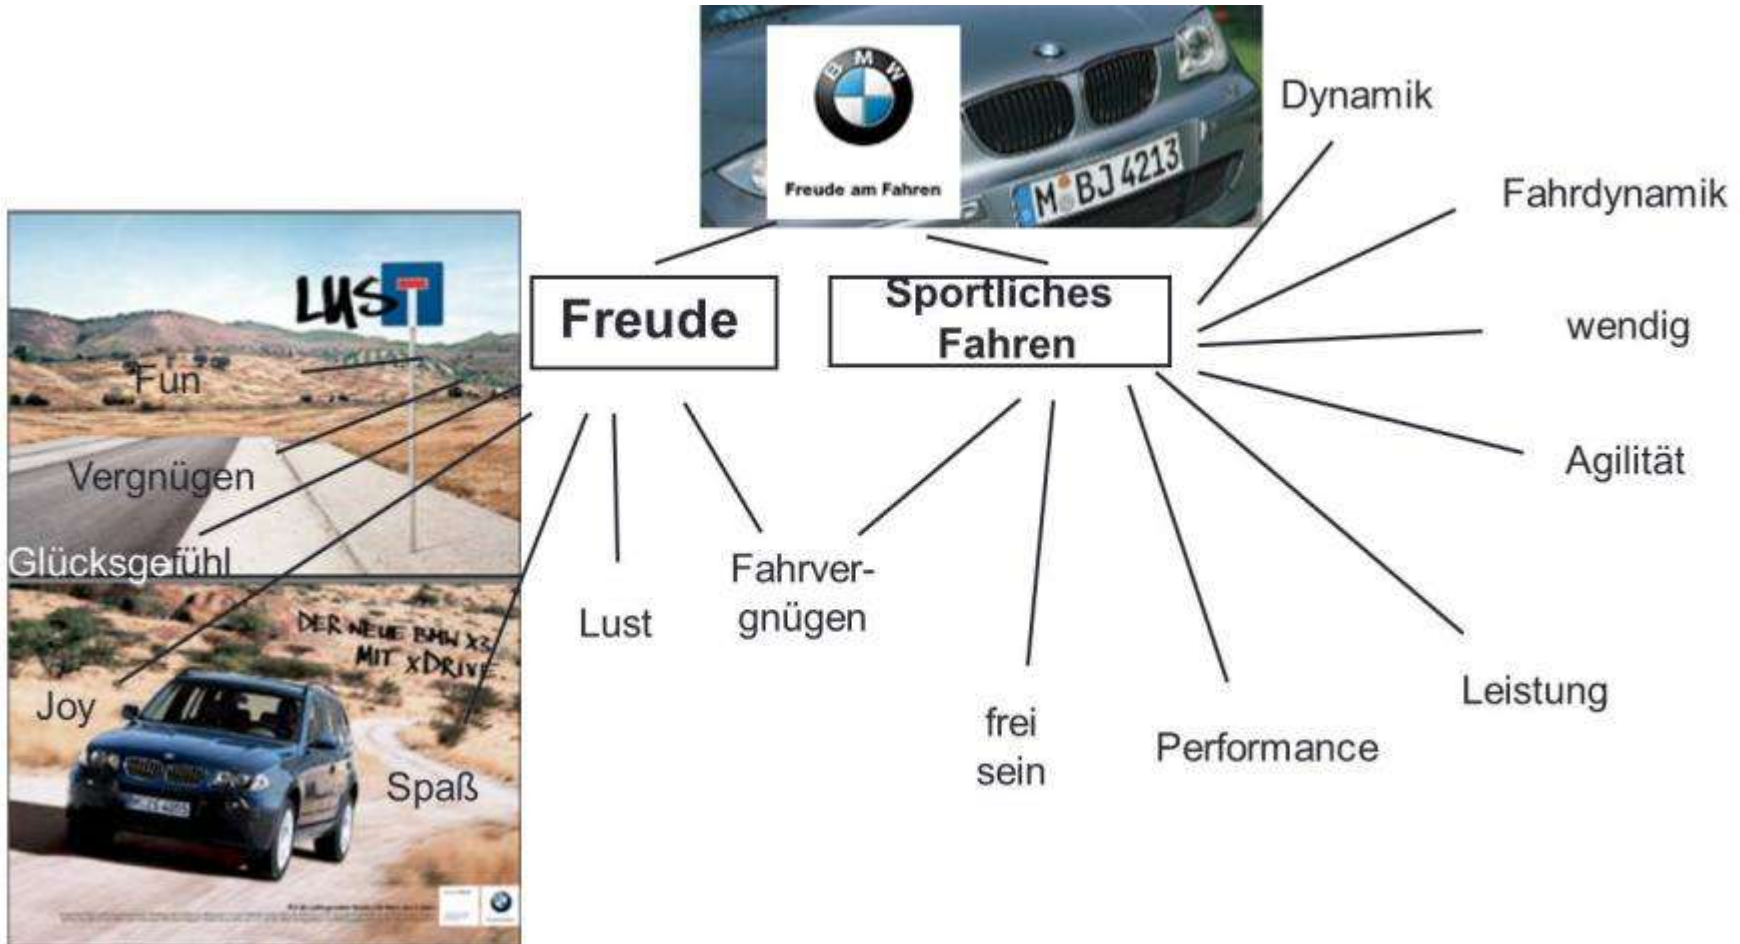 BMW
Freude am Fahren
M BJ 4213
Dynamik
Fahrdynamik
wendig
Agilität
Leistung
Performance
frei
sein
Sportliches
Fahren
Freude
Fahrver-
gnügen
Lust
Spaß
Joy
Glücksgefühl
Vergnügen
Fun
LUS
DER NEUE BMW X3
MIT xDRIVE.